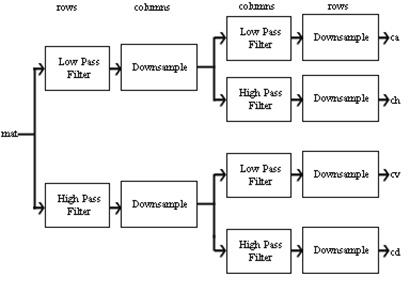 rows columns columns rows
Low Pass
Filter
Downsample
ca
High Pass
Filter
Downsample
ch
Low Pass
Filter
Downsample
mat
High Pass
Filter
Downsample
Low Pass
Filter
Downsample
cv
High Pass
Filter
Downsample
cd